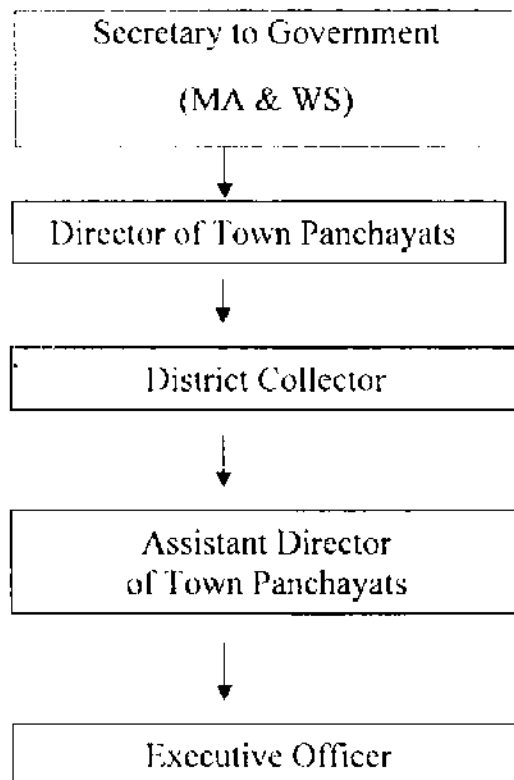 Secretary to Government
(MA & WS)
Director of Town Panchayats
District Collector
Assistant Director
of Town Panchayats
Executive Officer